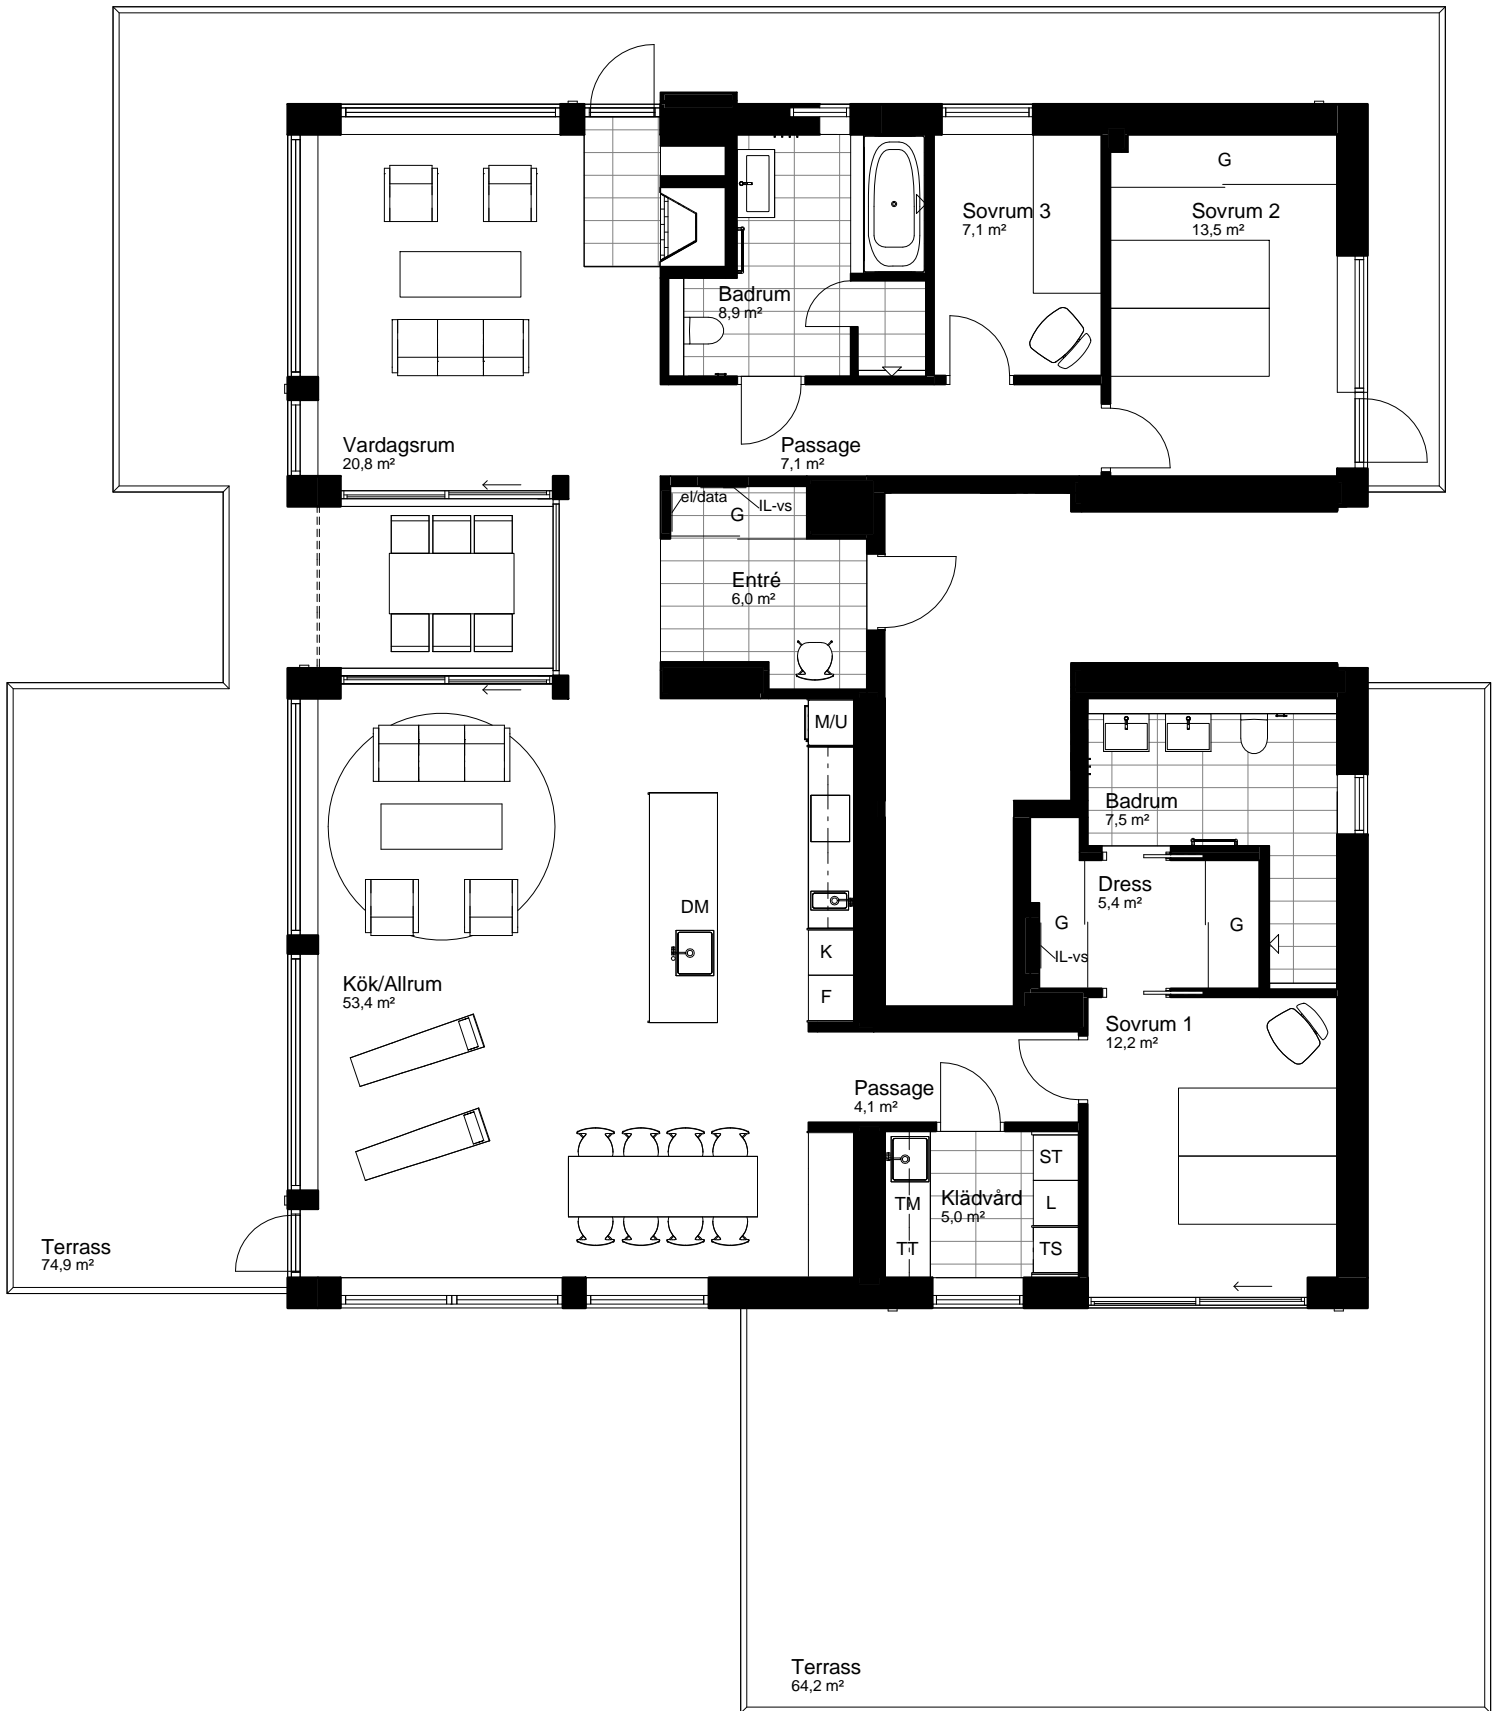 G
Sovrum 3
7,1 m²
Sovrum 2
13,5 m²
Badrum
8,9 m²
Vardagsrum
20,8 m²
Passage
7,1 m²
el/data
G
IL-vs
Entré
6,0 m²
M/U
Badrum
7,5 m²
Dress
5,4 m²
DM
G
G
K
IL-vs
Kök/Allrum
53,4 m²
F
Sovrum 1
12,2 m²
Passage
4,1 m²
ST
Klädvård
5,0 m²
TM
L
TT
TS
Terrass
74,9 m²
Terrass
64,2 m²